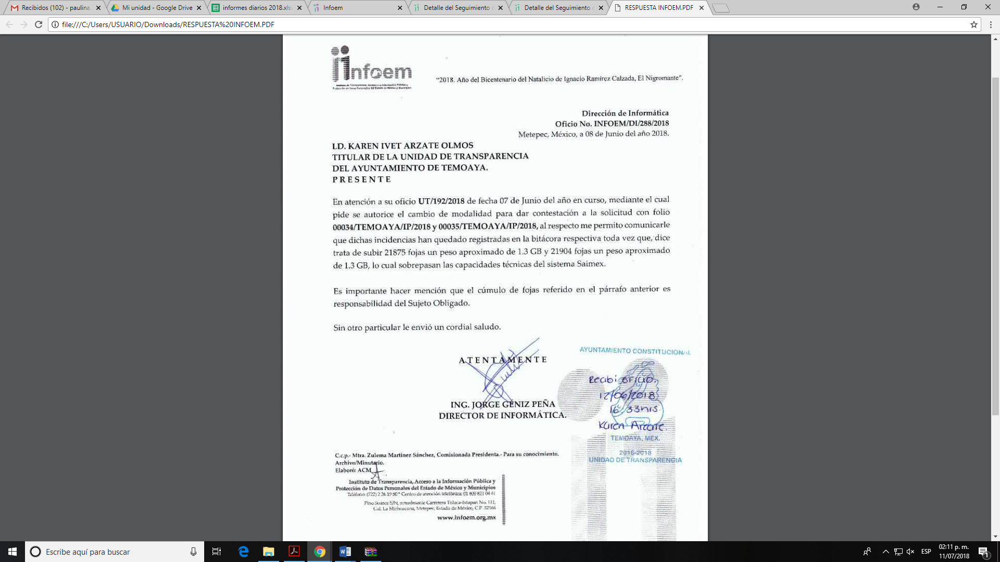 Recibidos (102) - paulina.
Mi unidad - Google Drive
informes diarios 2018.xls
Infoem
Detalle del Seguimiento
Detalle del Seguimiento
RESPUESTA INFOEM.PDF
file:///C:/Users/USUARIO/Downloads/RESPUESTA%20INFOEM.PDF
infoem
Instituto de Transparencia, Acceso a la Información Pública y
Protección de Datos Personales del Estado de México y Municipios
"2018. Año del Bicentenario del Natalicio de Ignacio Ramírez Calzada, El Nigromante".
Dirección de Informática
Oficio No. INFOEM/DI/288/2018
Metepec, México, a 08 de Junio del año 2018.
LD. KAREN IVET ARZATE OLMOS
TITULAR DE LA UNIDAD DE TRANSPARENCIA
DEL AYUNTAMIENTO DE TEMOAYA.
P R E S E N T E
En atención a su oficio UT/192/2018 de fecha 07 de Junio del año en curso, mediante el cual
pide se autorice el cambio de modalidad para dar contestación a la solicitud con folio
00034/TEMOAYA/IP/2018 y 00035/TEMOAYA/IP/2018, al respecto me permito comunicarle
que dichas incidencias han quedado registradas en la bitácora respectiva toda vez que, dice
trata de subir 21875 fojas un peso aproximado de 1.3 GB y 21904 fojas un peso aproximado
de 1.3 GB, lo cual sobrepasan las capacidades técnicas del sistema Saimex.
Es importante hacer mención que el cúmulo de fojas referido en el párrafo anterior es
responsabilidad del Sujeto Obligado.
Sin otro particular le envió un cordial saludo.
A T E N T A M E N T E
ING. JORGE GÉNIZ PEÑA
DIRECTOR DE INFORMÁTICA.
AYUNTAMIENTO CONSTITUCIONAL
Recibi oficio.
12/06/2018
16:33hrs.
Karen Arzate.
TEMOAYA, MEX.
2016-2018
UNIDAD DE TRANSPARENCIA
C.c.p.- Mtra. Zulema Martínez Sánchez, Comisionada Presidenta.- Para su conocimiento.
Archivo/Minutario.
Elaboró: ACM
Instituto de Transparencia, Acceso a la Información Pública y
Protección de Datos Personales del Estado de México y Municipios
Teléfono: (722) 2 26 19 80 * Centro de atención telefónica: 01 800 821 04 41
Pino Suárez S/N, actualmente Carretera Toluca-Ixtapan No. 111,
Col. La Michoacana, Metepec, Estado de México, C.P. 52166
www.infoem.org.mx
Escribe aquí para buscar
ESP
02:11 p. m.
11/07/2018
1